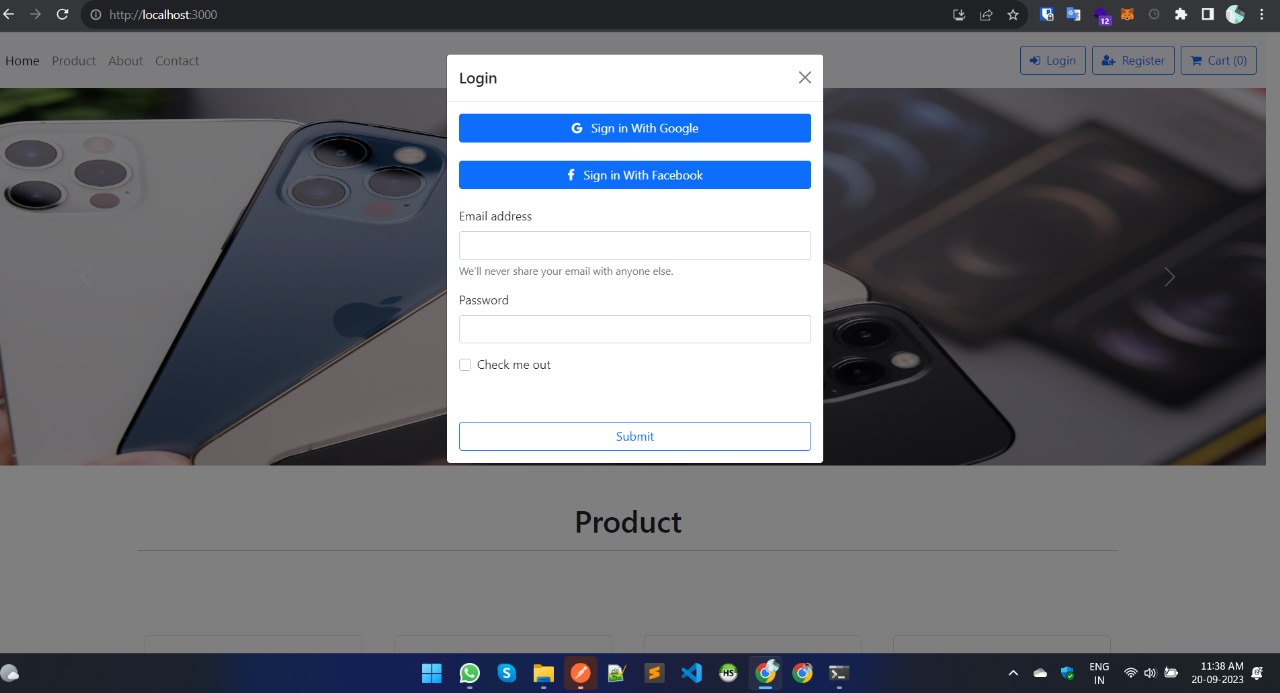 http://localhost:3000
12
Home Product About Contact
Login Register Cart (0)
Login
Sign in With Google
Sign in With Facebook
Email address
We'll never share your email with anyone else.
Password
Check me out
Submit
Product
ENG
IN
11:38 AM
20-09-2023